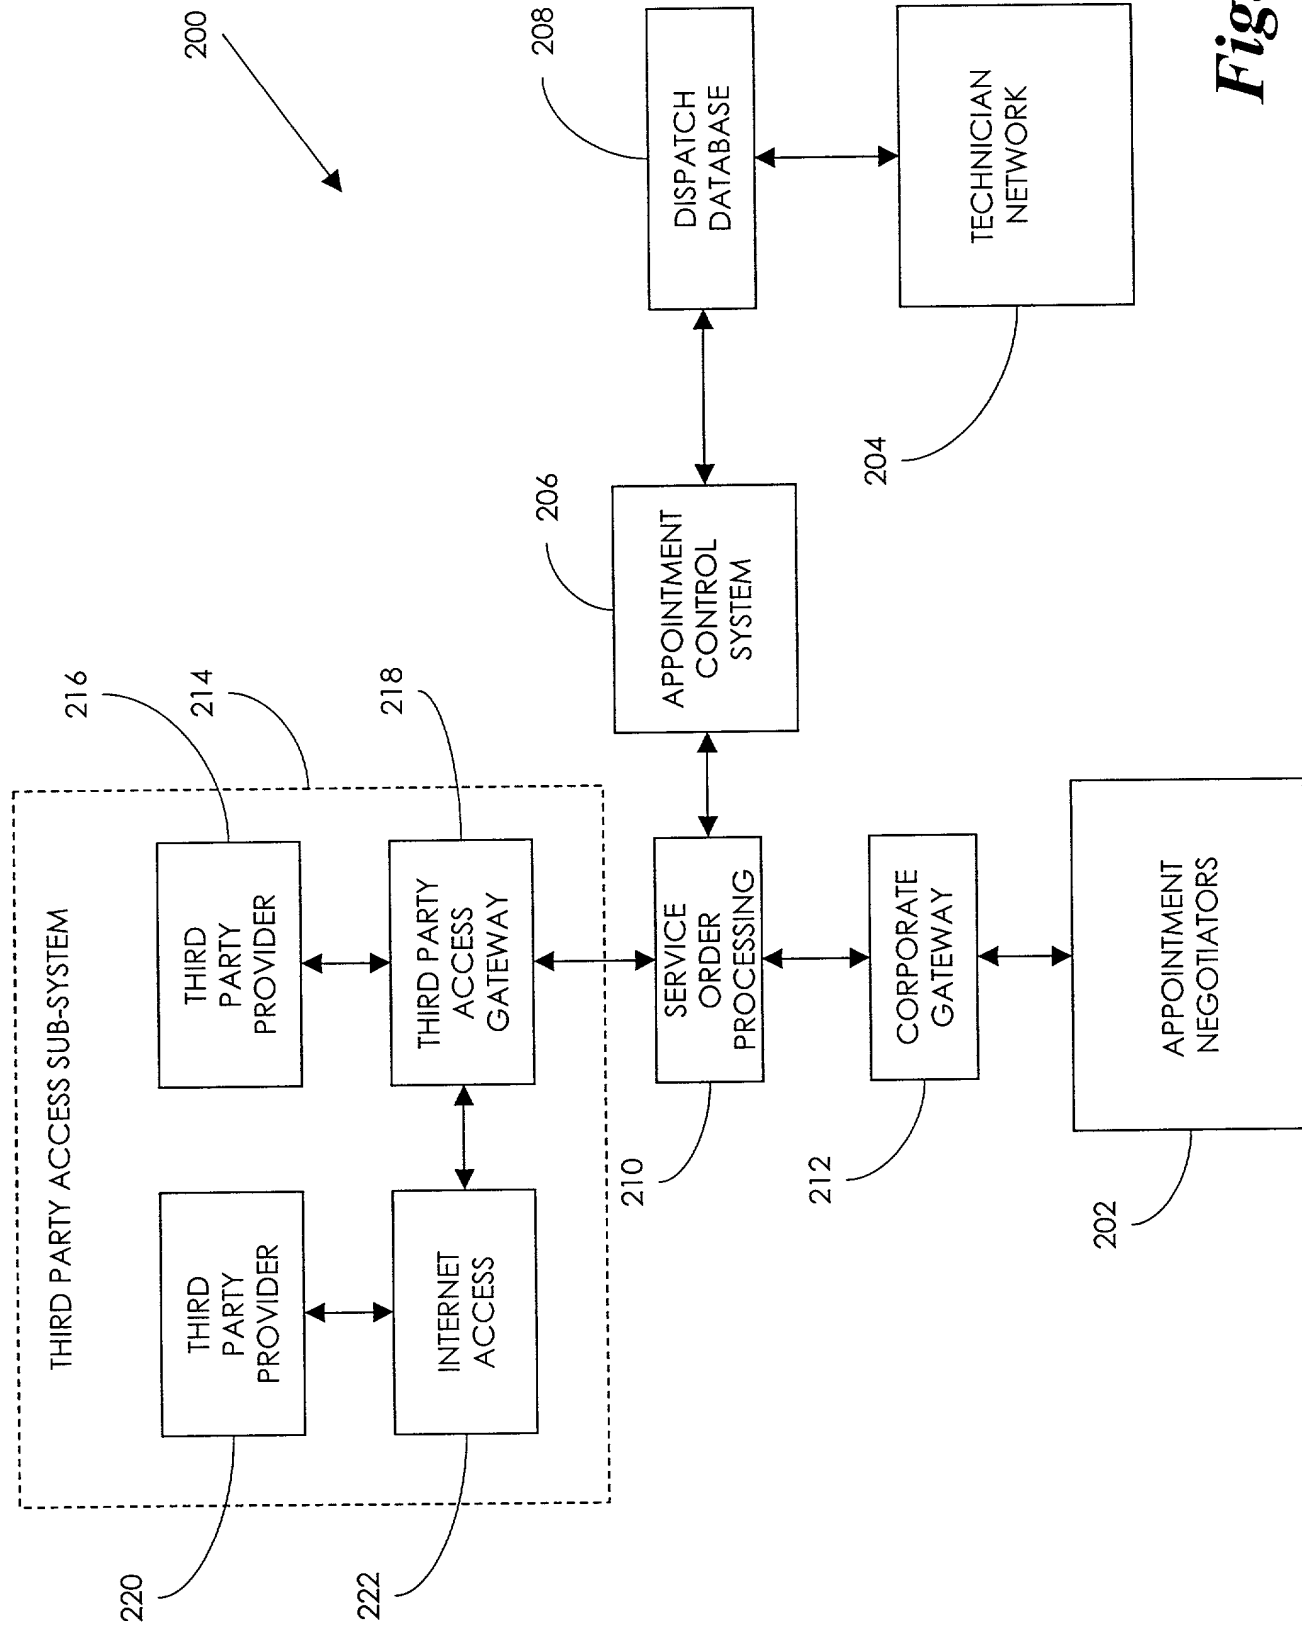 THIRD PARTY ACCESS SUB-SYSTEM
216
220
214
200
THIRD
PARTY
PROVIDER
THIRD
PARTY
PROVIDER
222
218
INTERNET
ACCESS
THIRD PARTY
ACCESS
GATEWAY
206
208
210
SERVICE
ORDER
PROCESSING
APPOINTMENT
CONTROL
SYSTEM
DISPATCH
DATABASE
212
204
CORPORATE
GATEWAY
TECHNICIAN
NETWORK
202
APPOINTMENT
NEGOTIATORS
Fig